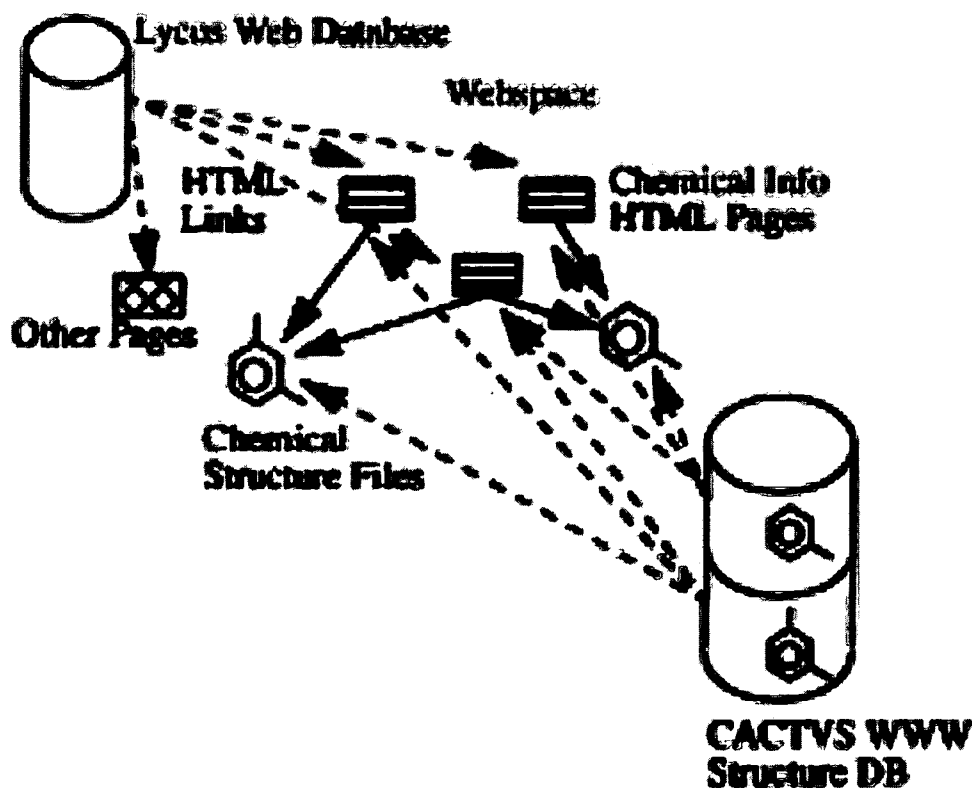 Lycos Web Database
Webspace
HTML
Links
Chemical Info
HTML Pages
Other Pages
Chemical
Structure Files
CACTVS WWW
Structure DB